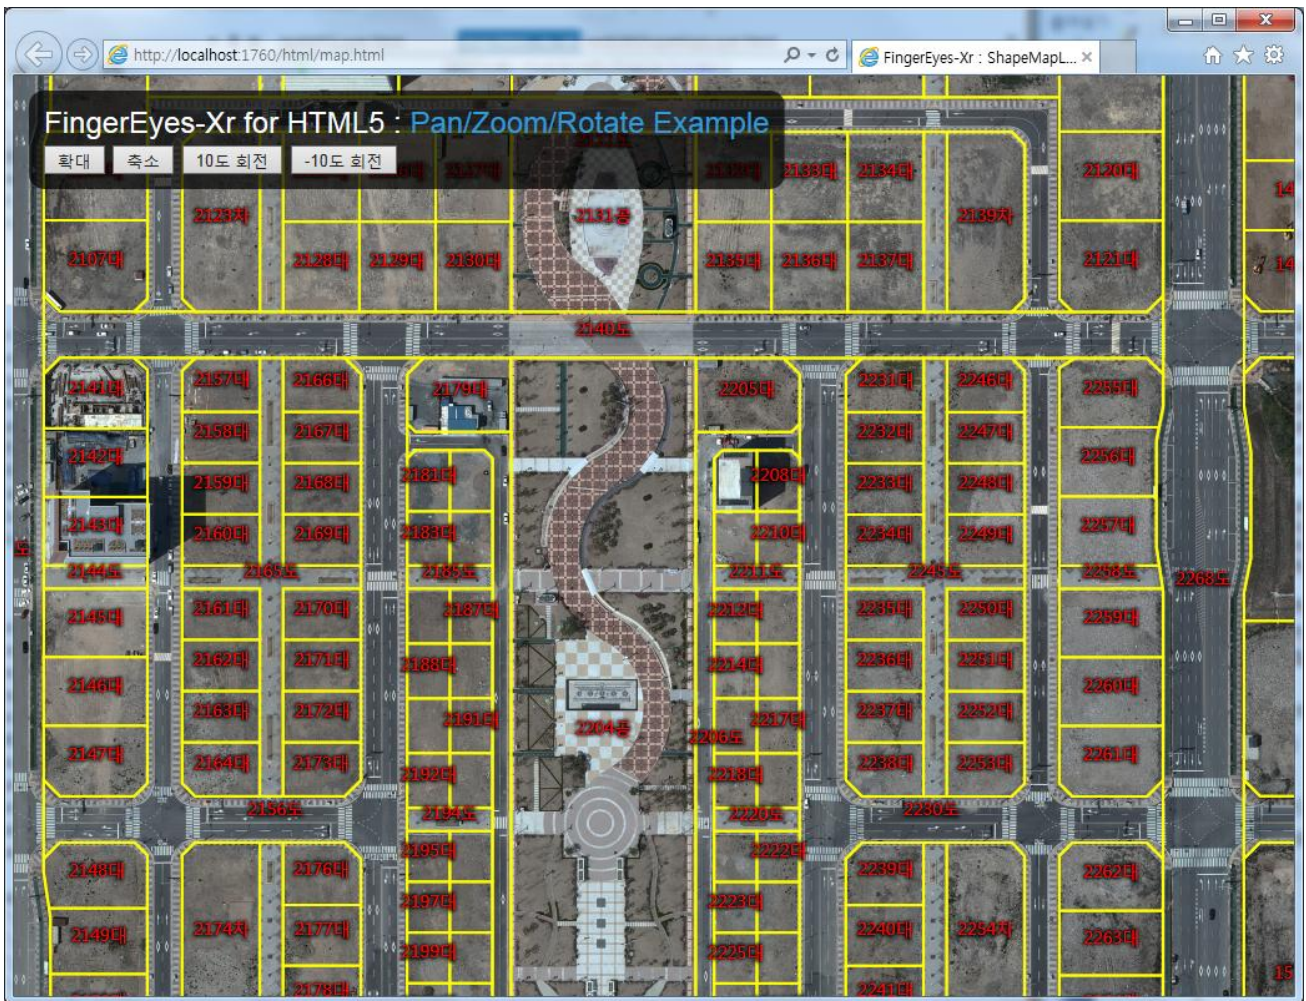 http://localhost:1760/html/map.html
FingerEyes-Xr : ShapeMapL...
FingerEyes-Xr for HTML5 : Pan/Zoom/Rotate Example
확대 축소 10도 회전 -10도 회전
2133대 2134대 2120대
2123차 2131공 2139차
2107대 2128대 2129대 2130대 2135대 2136대 2137대 2121대
2140도
2141대 2157대 2166대 2179대 2205대 2231대 2246대 2255대
2158대 2167대 2232대 2247대
2142대 2256대
2159대 2168대 2181대 2208대 2233대 2248대
2143대 2160대 2169대 2183대 2210대 2234대 2249대 2257대
2144도 2165도 2185도 2211도 2245도 2258도 2268도
2145대 2161대 2170대 2187대 2212대 2235대 2250대 2259대
2162대 2171대 2188대 2214대 2236대 2251대
2146대 2260대
2163대 2172대 2191대 2204공 2206도 2217대 2237대 2252대
2147대 2164대 2173대 2192대 2218대 2238대 2253대 2261대
2156도 2194도 2220도 2230도
2148대 2176대 2195대 2222대 2239대 2262대
2197대 2223대
2149대 2174차 2177대 2240대 2254차 2263대
2199대 2225대
2178대 2241대